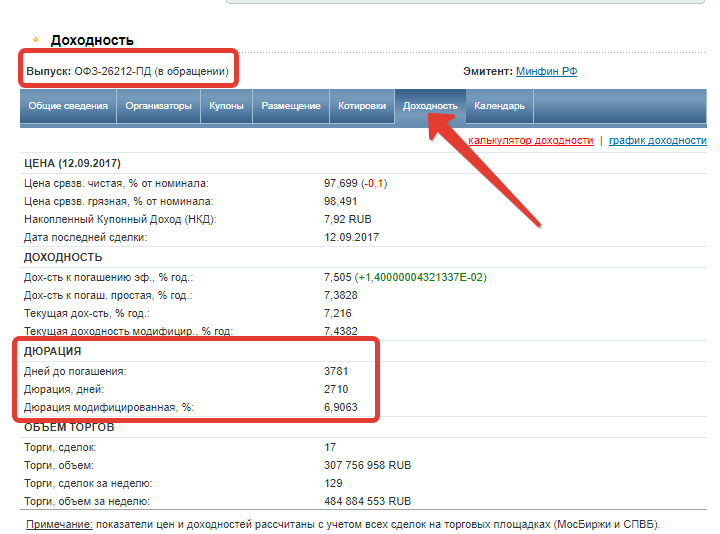 Доходность
Выпуск: ОФЗ-26212-ПД (в обращении) Эмитент: Минфин РФ
Общие сведения Организаторы Купоны Размещение Котировки Доходность Календарь
калькулятор доходности | график доходности
ЦЕНА (12.09.2017)
Цена срвзв. чистая, % от номинала: 97,699 (-0,1)
Цена срвзв. грязная, % от номинала: 98,491
Накопленный Купонный Доход (НКД): 7,92 RUB
Дата последней сделки: 12.09.2017
ДОХОДНОСТЬ
Дох-сть к погашению эф., % год.: 7,505 (+1,40000004321337E-02)
Дох-сть к погаш. простая, % год.: 7,3828
Текущая дох-сть, % год.: 7,216
Текущая доходность модифицир., % год: 7,4382
ДЮРАЦИЯ
Дней до погашения: 3781
Дюрация, дней: 2710
Дюрация модифицированная, %: 6,9063
ОБЪЕМ ТОРГОВ
Торги, сделок: 17
Торги, объем: 307 756 958 RUB
Торги, сделок за неделю: 129
Торги, объем за неделю: 484 884 553 RUB
Примечание: показатели цен и доходностей рассчитаны с учетом всех сделок на торговых площадках (МосБиржи и СПВБ).